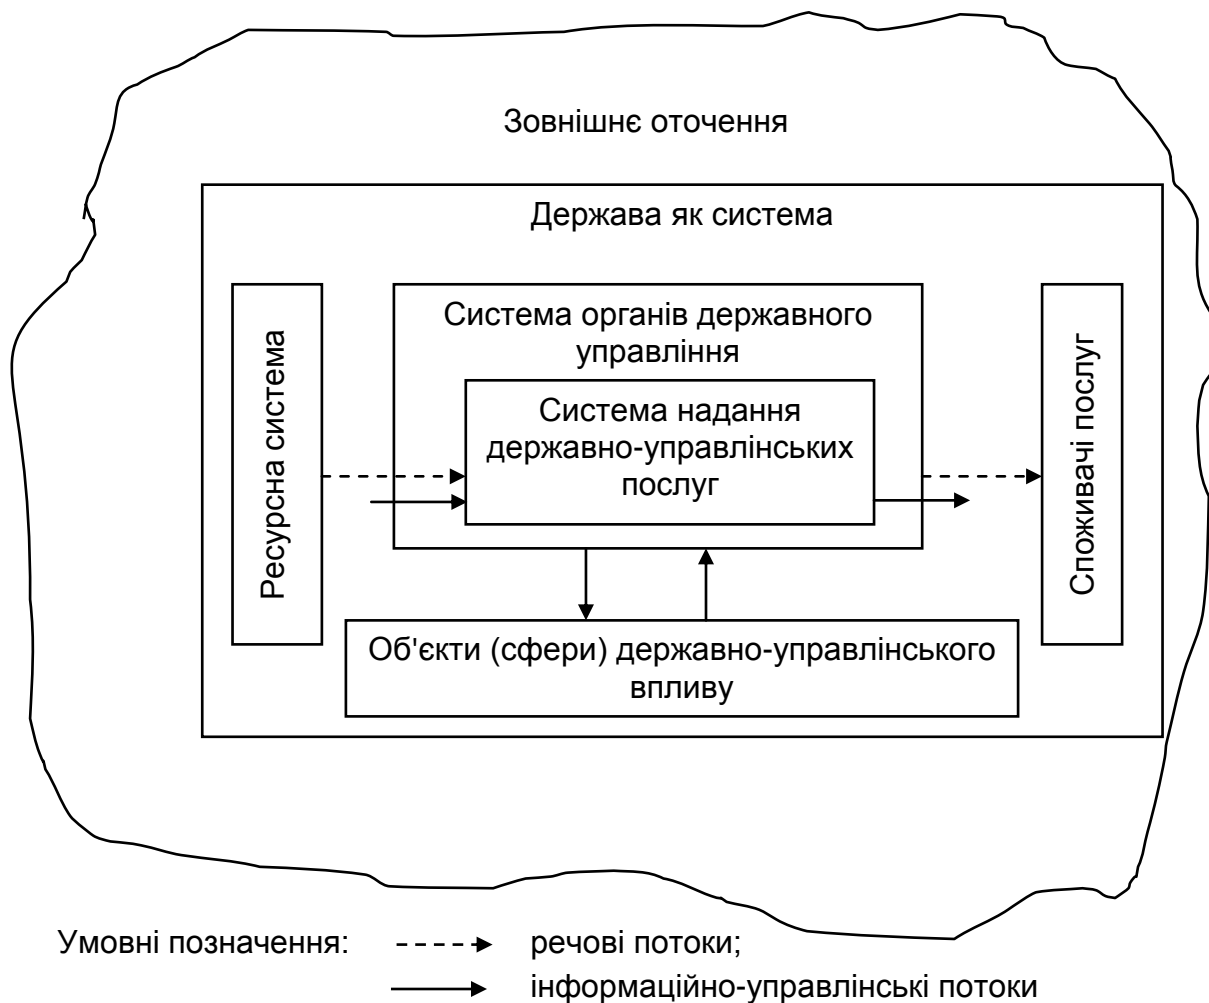 Зовнішнє оточення
Держава як система
Ресурсна система
Система органів державного
управління
Система надання
державно-управлінських
послуг
Споживачі послуг
Об'єкти (сфери) державно-управлінського
впливу
Умовні позначення:
речові потоки;
інформаційно-управлінські потоки